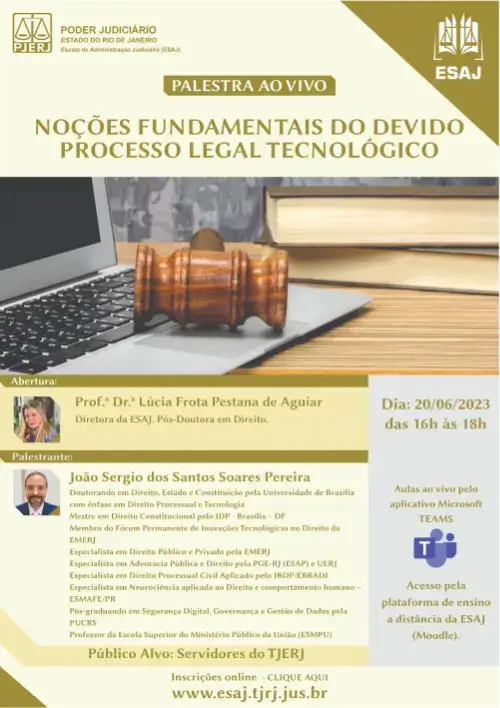 PJERJ
PODER JUDICIÁRIO
ESTADO DO RIO DE JANEIRO
Escola de Administração Judiciária (ESAJ)
ESAJ
PALESTRA AO VIVO
NOÇÕES FUNDAMENTAIS DO DEVIDO
PROCESSO LEGAL TECNOLÓGICO
Abertura:
Prof.ª Dr.ª Lúcia Frota Pestana de Aguiar
Diretora da ESAJ. Pós-Doutora em Direito.
Dia: 20/06/2023
das 16h às 18h
Palestrante:
João Sergio dos Santos Soares Pereira
Doutorando em Direito, Estado e Constituição pela Universidade de Brasília
com ênfase em Direito Processual e Tecnologia
Mestre em Direito Constitucional pelo IDP - Brasília – DF
Membro do Fórum Permanente de Inovações Tecnológicas no Direito da
EMERJ
Especialista em Direito Público e Privado pela EMERJ
Especialista em Advocacia Pública e Direito pela PGE-RJ (ESAP) e UERJ
Especialista em Direito Processual Civil Aplicado pelo IBDP/EBRADI
Especialista em Neurociência aplicada ao Direito e comportamento humano –
ESMAFE/PR
Pós-graduando em Segurança Digital, Governança e Gestão de Dados pela
PUCRS
Professor da Escola Superior do Ministério Público da União (ESMPU)
Aulas ao vivo pelo
aplicativo Microsoft
TEAMS
T
Acesso pela
plataforma de ensino
a distância da ESAJ
(Moodle).
Público Alvo: Servidores do TJERJ
Inscrições online - CLIQUE AQUI
www.esaj.tjrj.jus.br